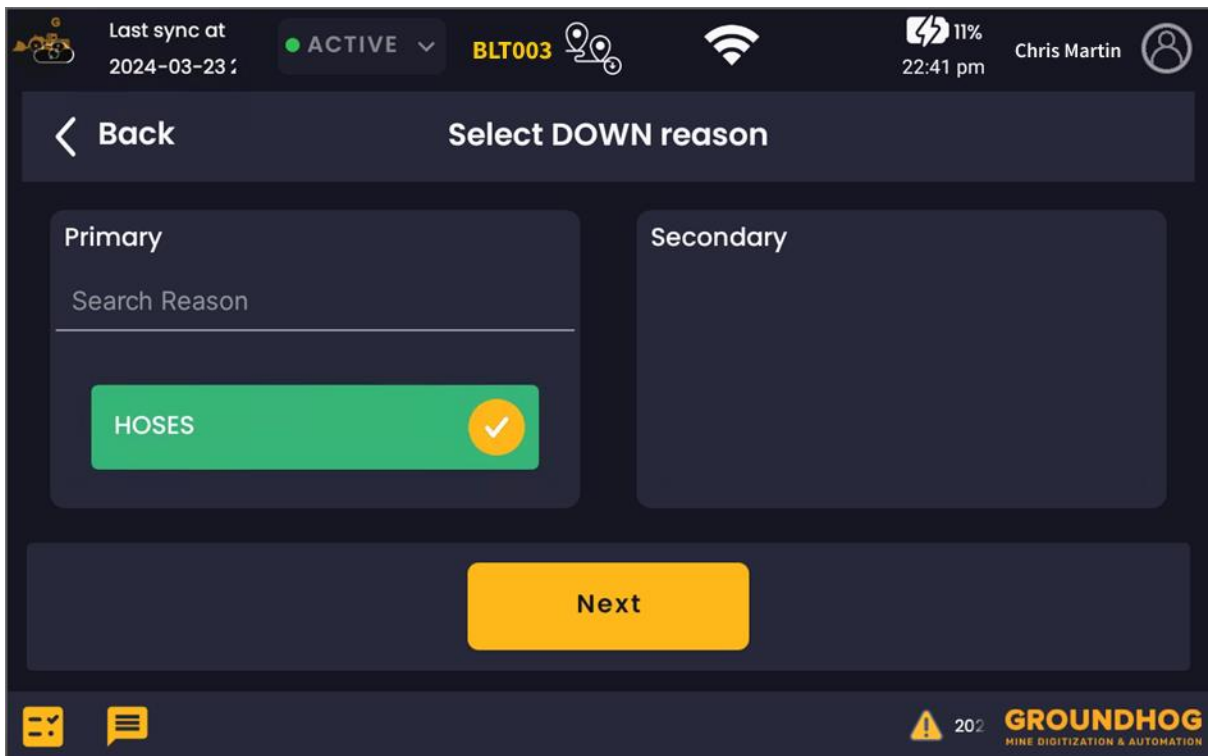 G
Last sync at
2024-03-23
ACTIVE
BLT003
11%
22:41 pm
Chris Martin
Back
Select DOWN reason
Primary
Secondary
Search Reason
HOSES
Next
202
GROUNDHOG
MINE DIGITIZATION & AUTOMATION